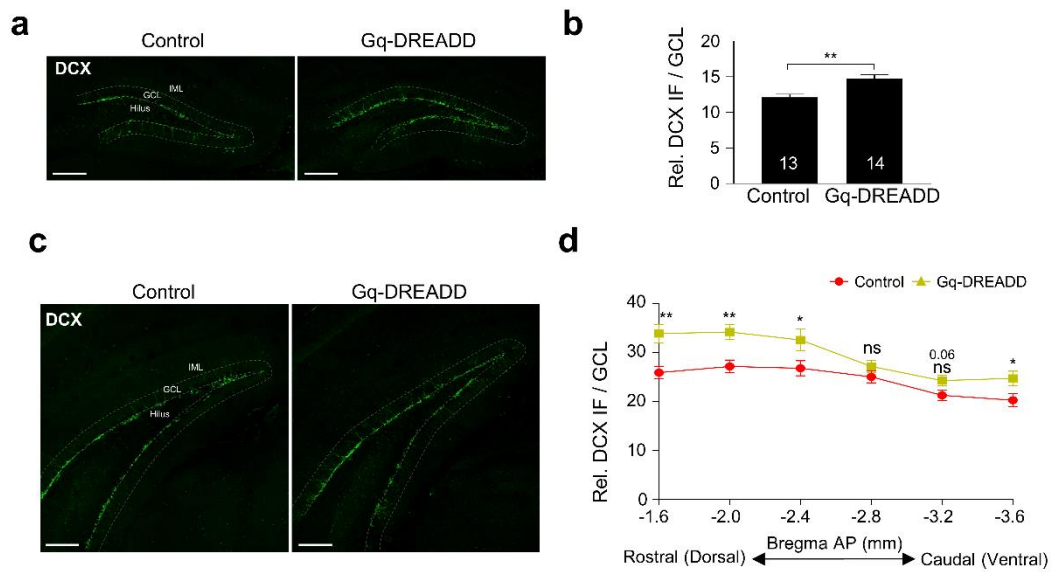 a
Control
Gq-DREADD
DCX
IML
GCL
Hilus
b
Rel. DCX IF / GCL
20
15
10
5
0
**
13
14
Control
Gq-DREADD
c
Control
Gq-DREADD
DCX
IML
GCL
Hilus
d
Control
Gq-DREADD
Rel. DCX IF / GCL
40
30
20
10
0
**
**
*
ns
0.06
ns
*
-1.6
-2.0
-2.4
-2.8
-3.2
-3.6
Bregma AP (mm)
Rostral (Dorsal)
Caudal (Ventral)